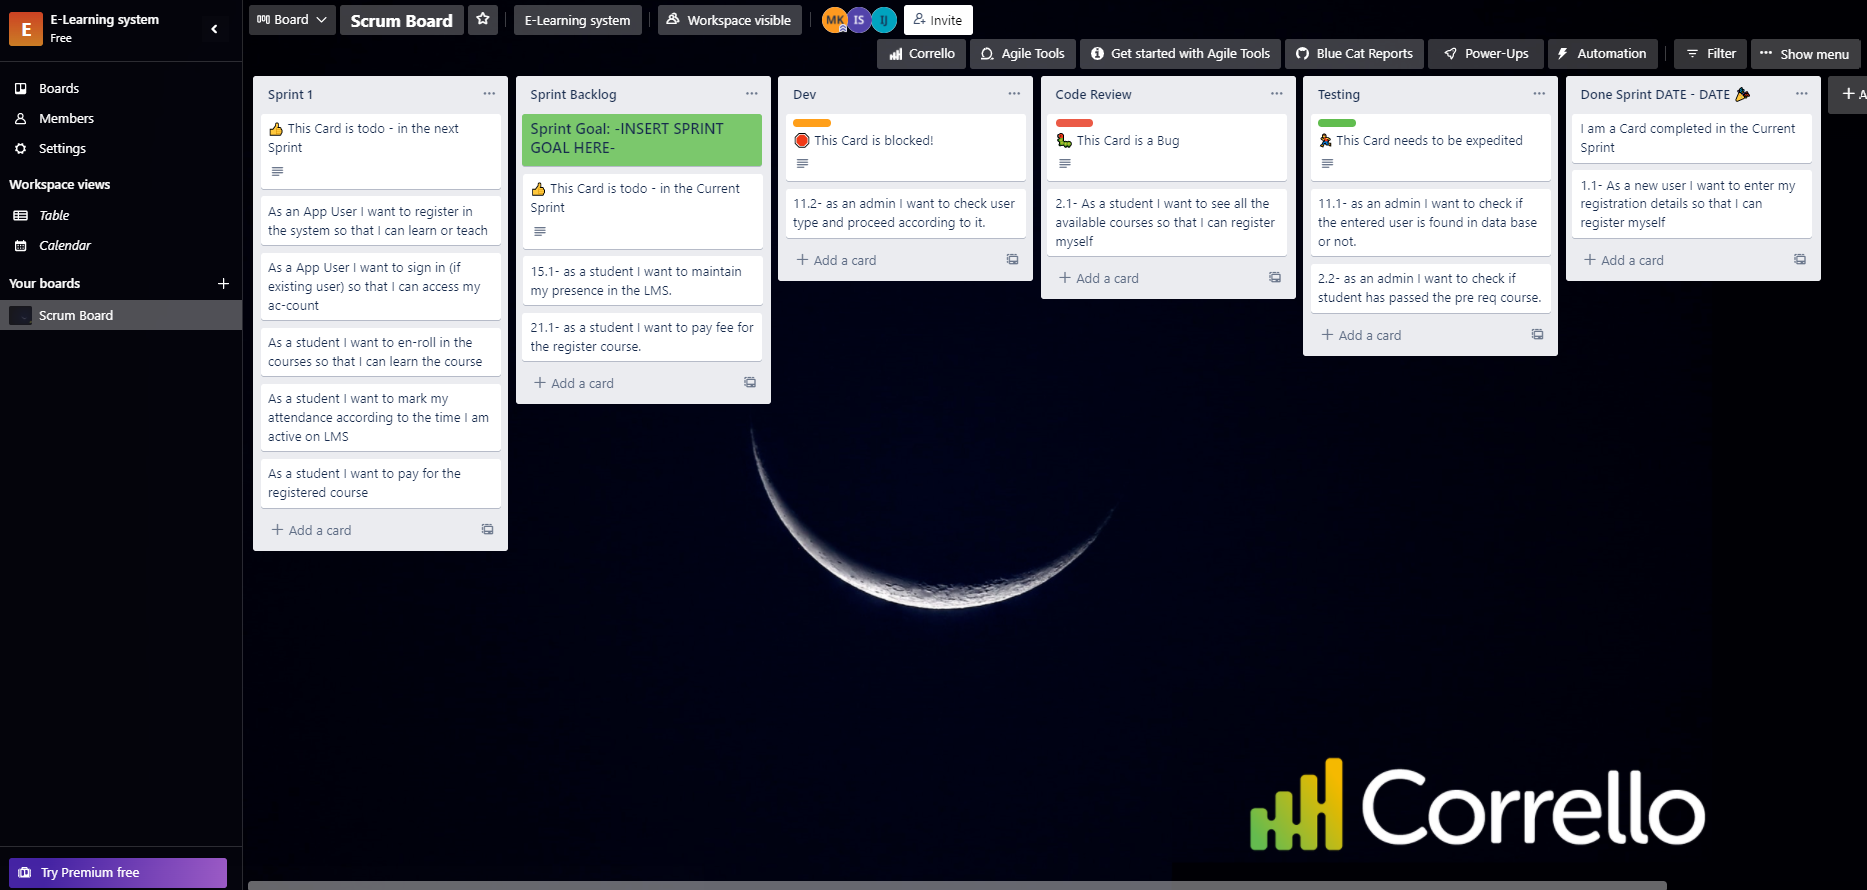 E
E-Learning system
Free
Boards
Members
Settings
Workspace views
Table
Calendar
Your boards
Scrum Board
Try Premium free
Board
Scrum Board
E-Learning system
Workspace visible
MK
IS
IJ
Invite
Corrello
Agile Tools
Get started with Agile Tools
Blue Cat Reports
Power-Ups
Automation
Filter
Show menu
Sprint 1
This Card is todo - in the next
Sprint
As an App User I want to register in
the system so that I can learn or teach
As a App User I want to sign in (if
existing user) so that I can access my
ac-count
As a student I want to en-roll in the
courses so that I can learn the course
As a student I want to mark my
attendance according to the time I am
active on LMS
As a student I want to pay for the
registered course
+ Add a card
Sprint Backlog
Sprint Goal: -INSERT SPRINT
GOAL HERE-
This Card is todo - in the Current
Sprint
15.1- as a student I want to maintain
my presence in the LMS.
21.1- as a student I want to pay fee for
the register course.
+ Add a card
Dev
This Card is blocked!
11.2- as an admin I want to check user
type and proceed according to it.
+ Add a card
Code Review
This Card is a Bug
2.1- As a student I want to see all the
available courses so that I can register
myself
+ Add a card
Testing
This Card needs to be expedited
11.1- as an admin I want to check if
the entered user is found in data base
or not.
2.2- as an admin I want to check if
student has passed the pre req course.
+ Add a card
Done Sprint DATE - DATE
I am a Card completed in the Current
Sprint
1.1- As a new user I want to enter my
registration details so that I can
register myself
+ Add a card
+ A
Corrello